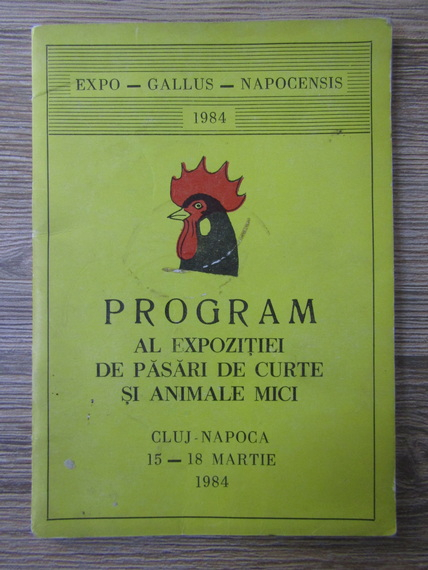 EXPO — GALLUS — NAPOCENSIS
1984
PROGRAM
AL EXPOZIȚIEI
DE PĂSĂRI DE CURTE
ȘI ANIMALE MICI
CLUJ-NAPOCA
15 — 18 MARTIE
1984